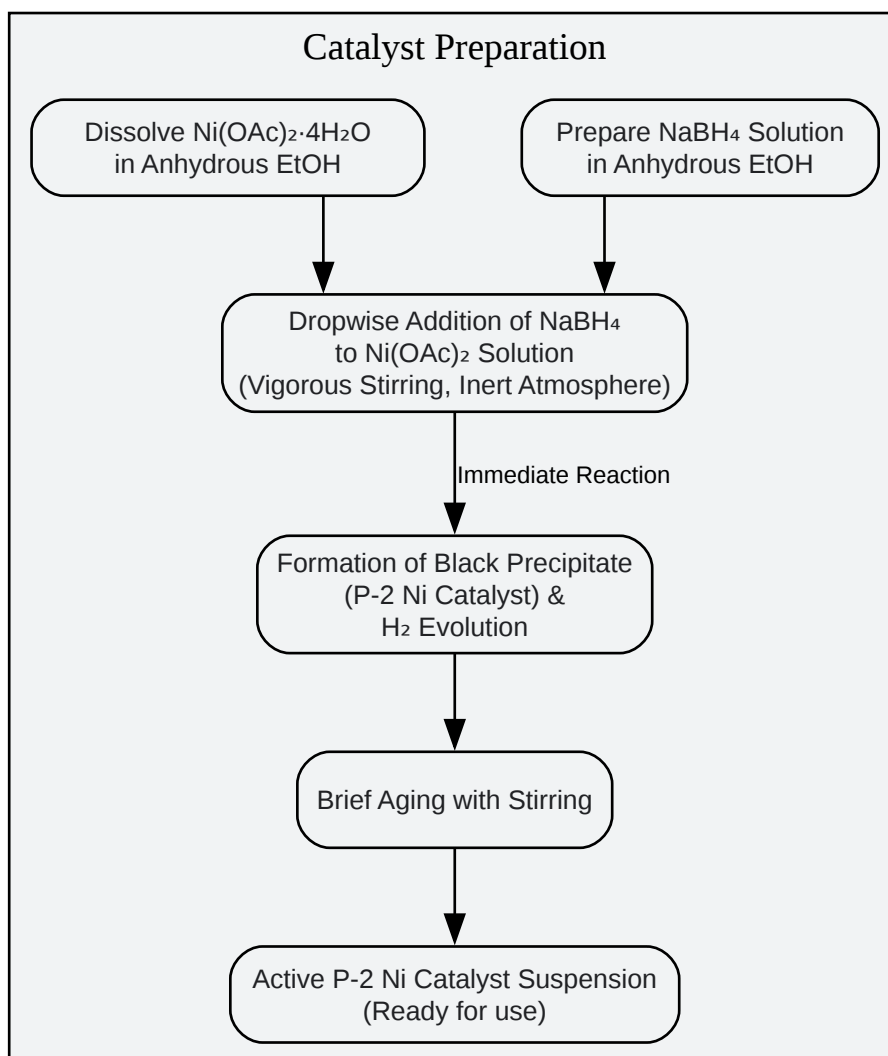 Catalyst Preparation
Dissolve Ni(OAc)₂·4H₂O
in Anhydrous EtOH
Prepare NaBH₄ Solution
in Anhydrous EtOH
Dropwise Addition of NaBH₄
to Ni(OAc)₂ Solution
(Vigorous Stirring, Inert Atmosphere)
Immediate Reaction
Formation of Black Precipitate
(P-2 Ni Catalyst) &
H₂ Evolution
Brief Aging with Stirring
Active P-2 Ni Catalyst Suspension
(Ready for use)